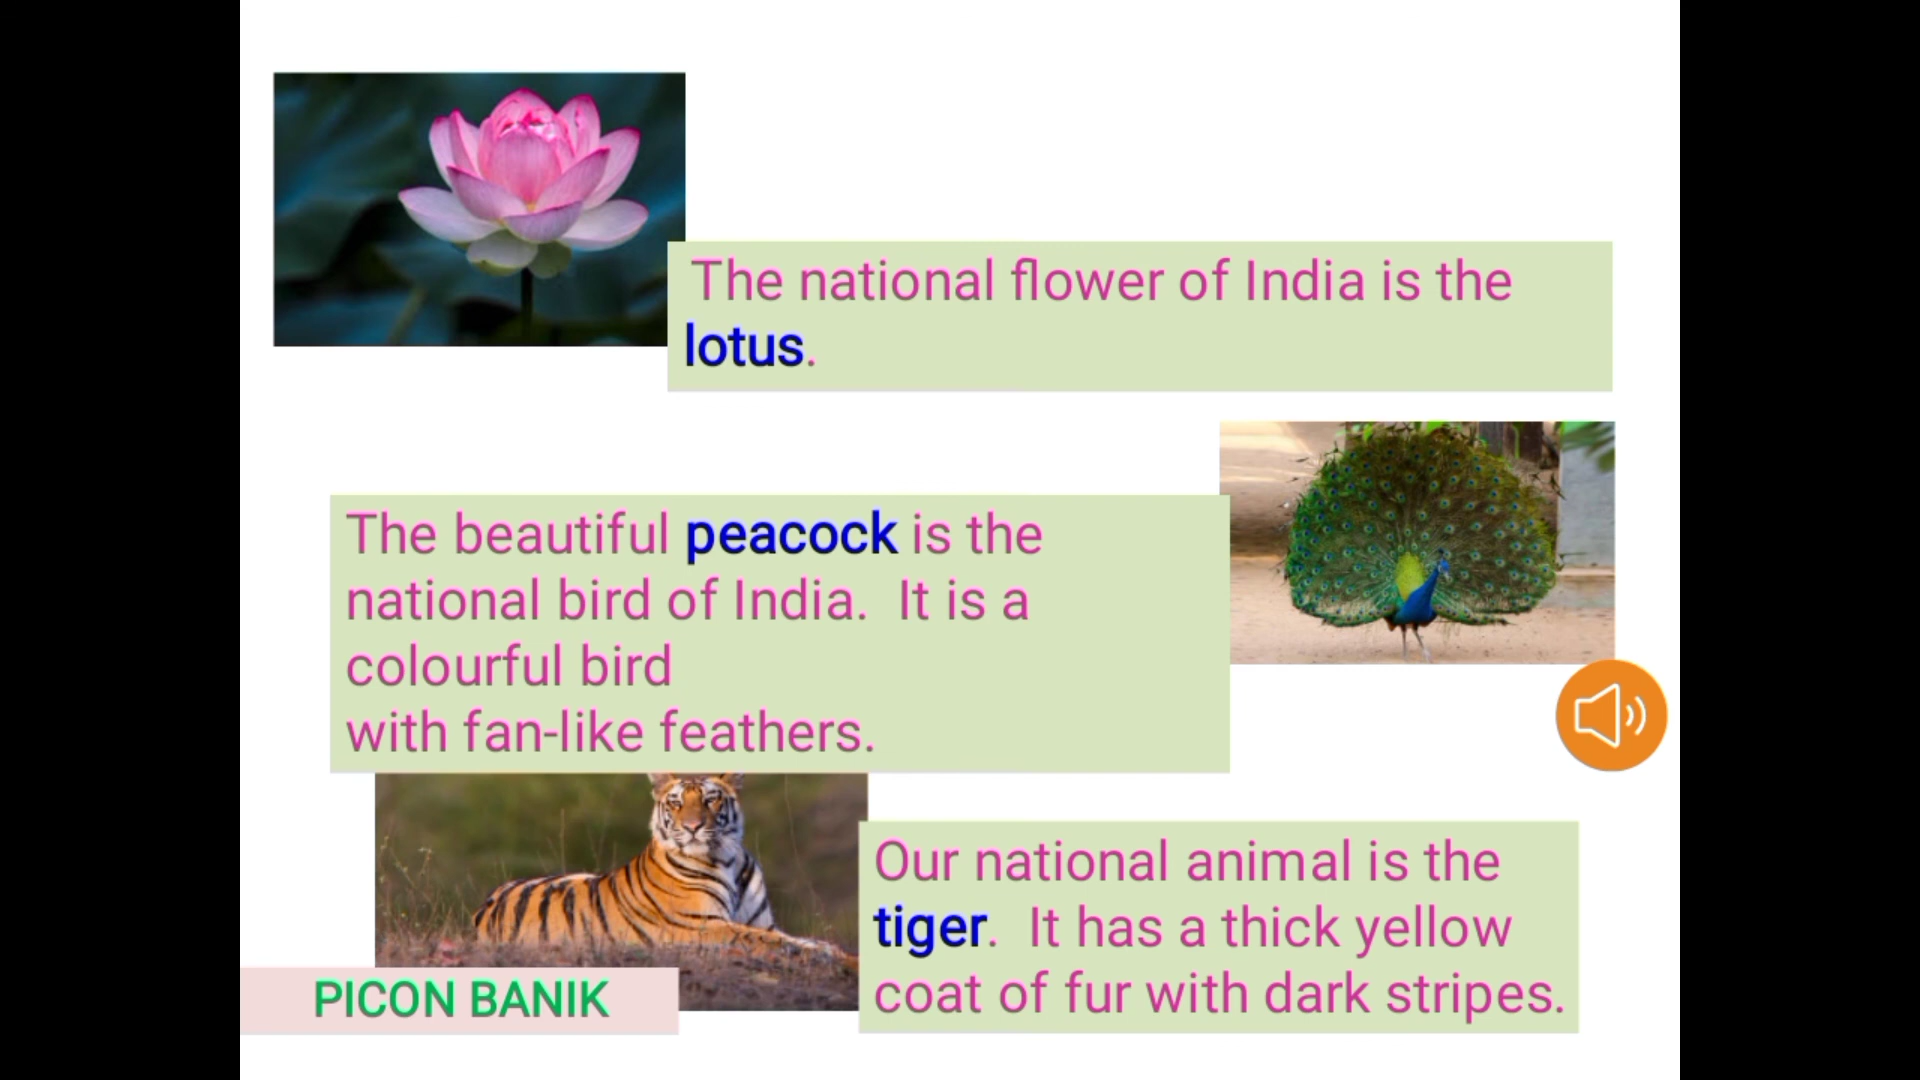 The national flower of India is the
lotus.
The beautiful peacock is the
national bird of India.  It is a
colourful bird
with fan-like feathers.
Our national animal is the
tiger.  It has a thick yellow
coat of fur with dark stripes.
PICON BANIK